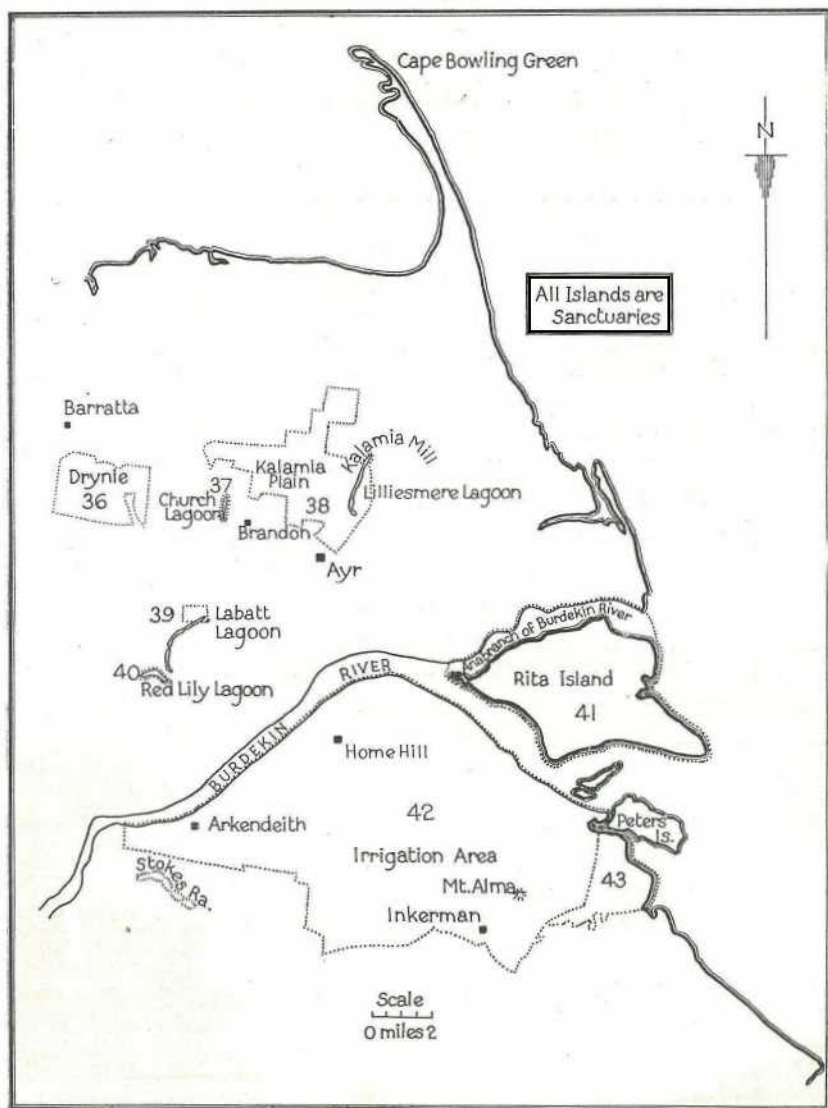 Cape Bowling Green
N
All Islands are
Sanctuaries
Barratta
Drynie
36
37
Church
Lagoon
Kalamia
Plain
Kalamia Mill
Lilliesmere Lagoon
38
Brandon
Ayr
39
Labatt
Lagoon
40
Red Lily Lagoon
Anabranch of Burdekin River
Rita Island
41
BURDEKIN RIVER
Home Hill
Arkendeith
42
Irrigation Area
Peters
Is.
43
Stokes Ra.
Mt. Alma
Inkerman
Scale
0 miles 2